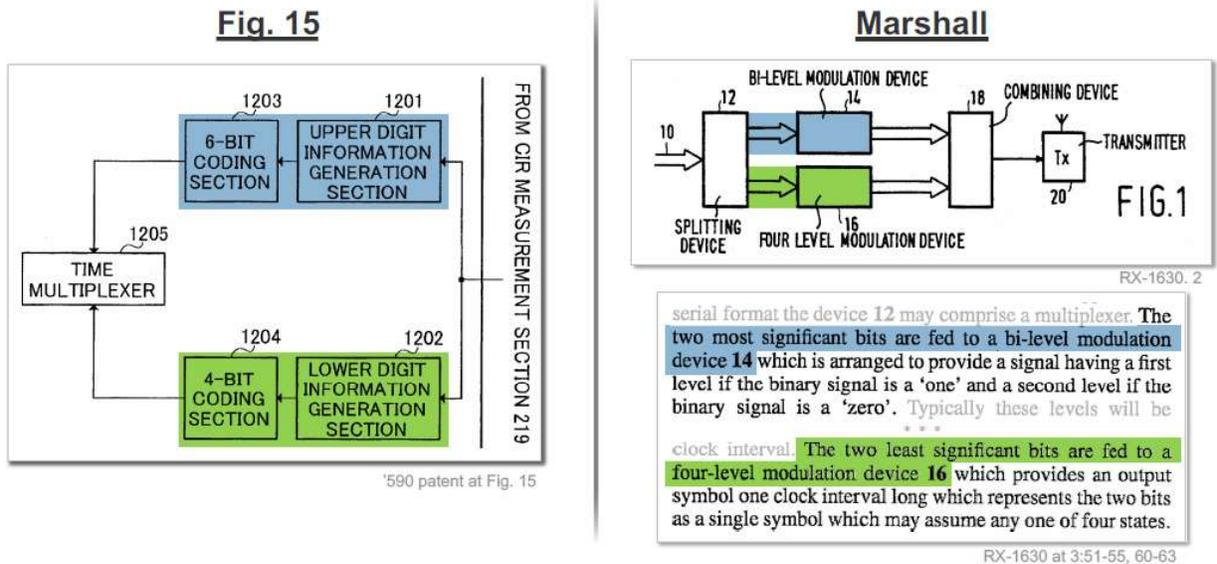 Fig. 15
1203
1201
6-BIT
CODING
SECTION
UPPER DIGIT
INFORMATION
GENERATION
SECTION
1205
TIME
MULTIPLEXER
1204
1202
4-BIT
CODING
SECTION
LOWER DIGIT
INFORMATION
GENERATION
SECTION
FROM CIR MEASUREMENT SECTION 219
'590 patent at Fig. 15
Marshall
BI-LEVEL MODULATION DEVICE
12
14
18
COMBINING DEVICE
10
TRANSMITTER
Tx
20
SPLITTING
DEVICE
16
FOUR LEVEL MODULATION DEVICE
FIG.1
RX-1630. 2
serial format the device 12 may comprise a multiplexer. The
two most significant bits are fed to a bi-level modulation
device 14 which is arranged to provide a signal having a first
level if the binary signal is a 'one' and a second level if the
binary signal is a 'zero'. Typically these levels will be
* * *
clock interval. The two least significant bits are fed to a
four-level modulation device 16 which provides an output
symbol one clock interval long which represents the two bits
as a single symbol which may assume any one of four states.
RX-1630 at 3:51-55, 60-63